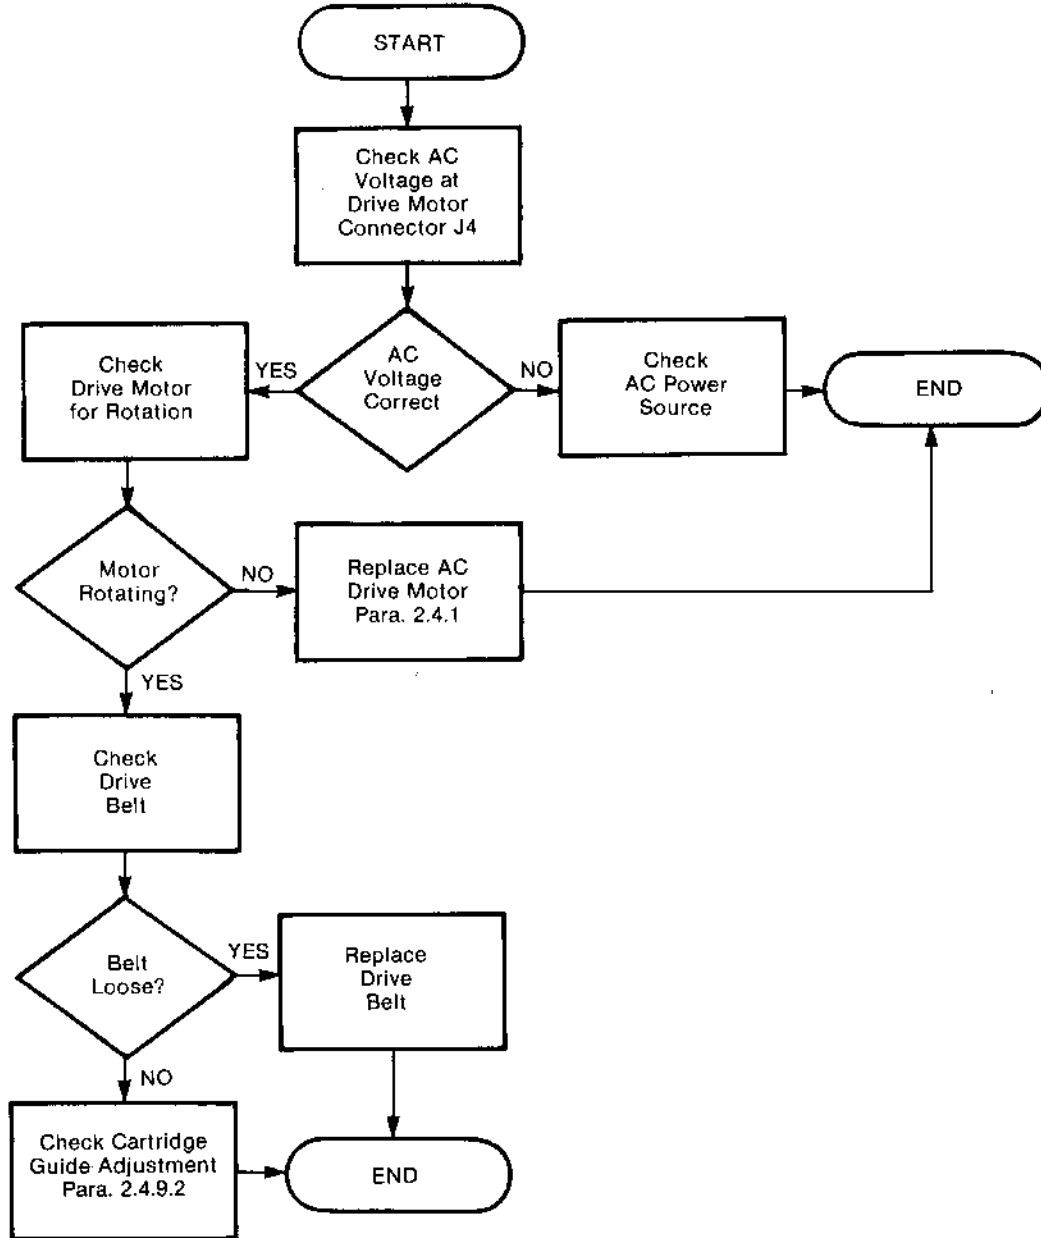 START
Check AC
Voltage at
Drive Motor
Connector J4
Check
Drive Motor
for Rotation
YES
AC
Voltage
Correct
NO
Check
AC Power
Source
END
Motor
Rotating?
NO
Replace AC
Drive Motor
Para. 2.4.1
YES
Check
Drive
Belt
Belt
Loose?
YES
Replace
Drive
Belt
NO
Check Cartridge
Guide Adjustment
Para. 2.4.9.2
END